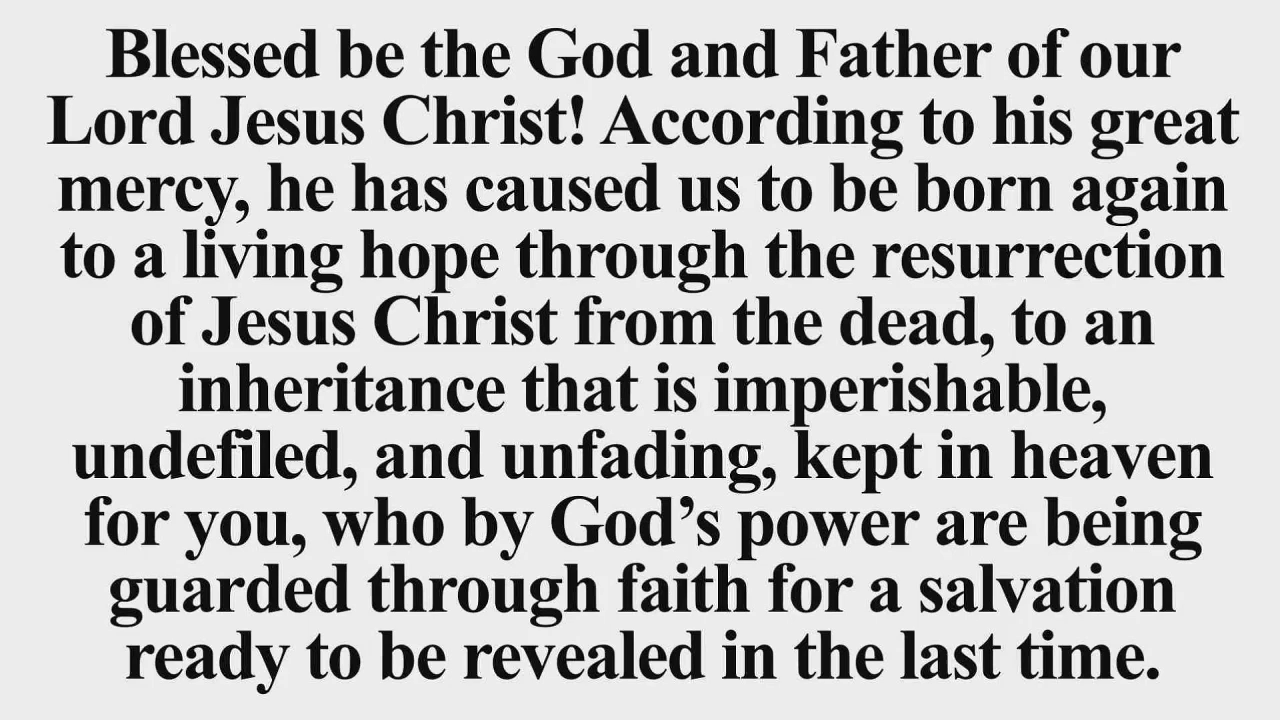 Blessed be the God and Father of our
Lord Jesus Christ! According to his great
mercy, he has caused us to be born again
to a living hope through the resurrection
of Jesus Christ from the dead, to an
inheritance that is imperishable,
undefiled, and unfading, kept in heaven
for you, who by God’s power are being
guarded through faith for a salvation
ready to be revealed in the last time.